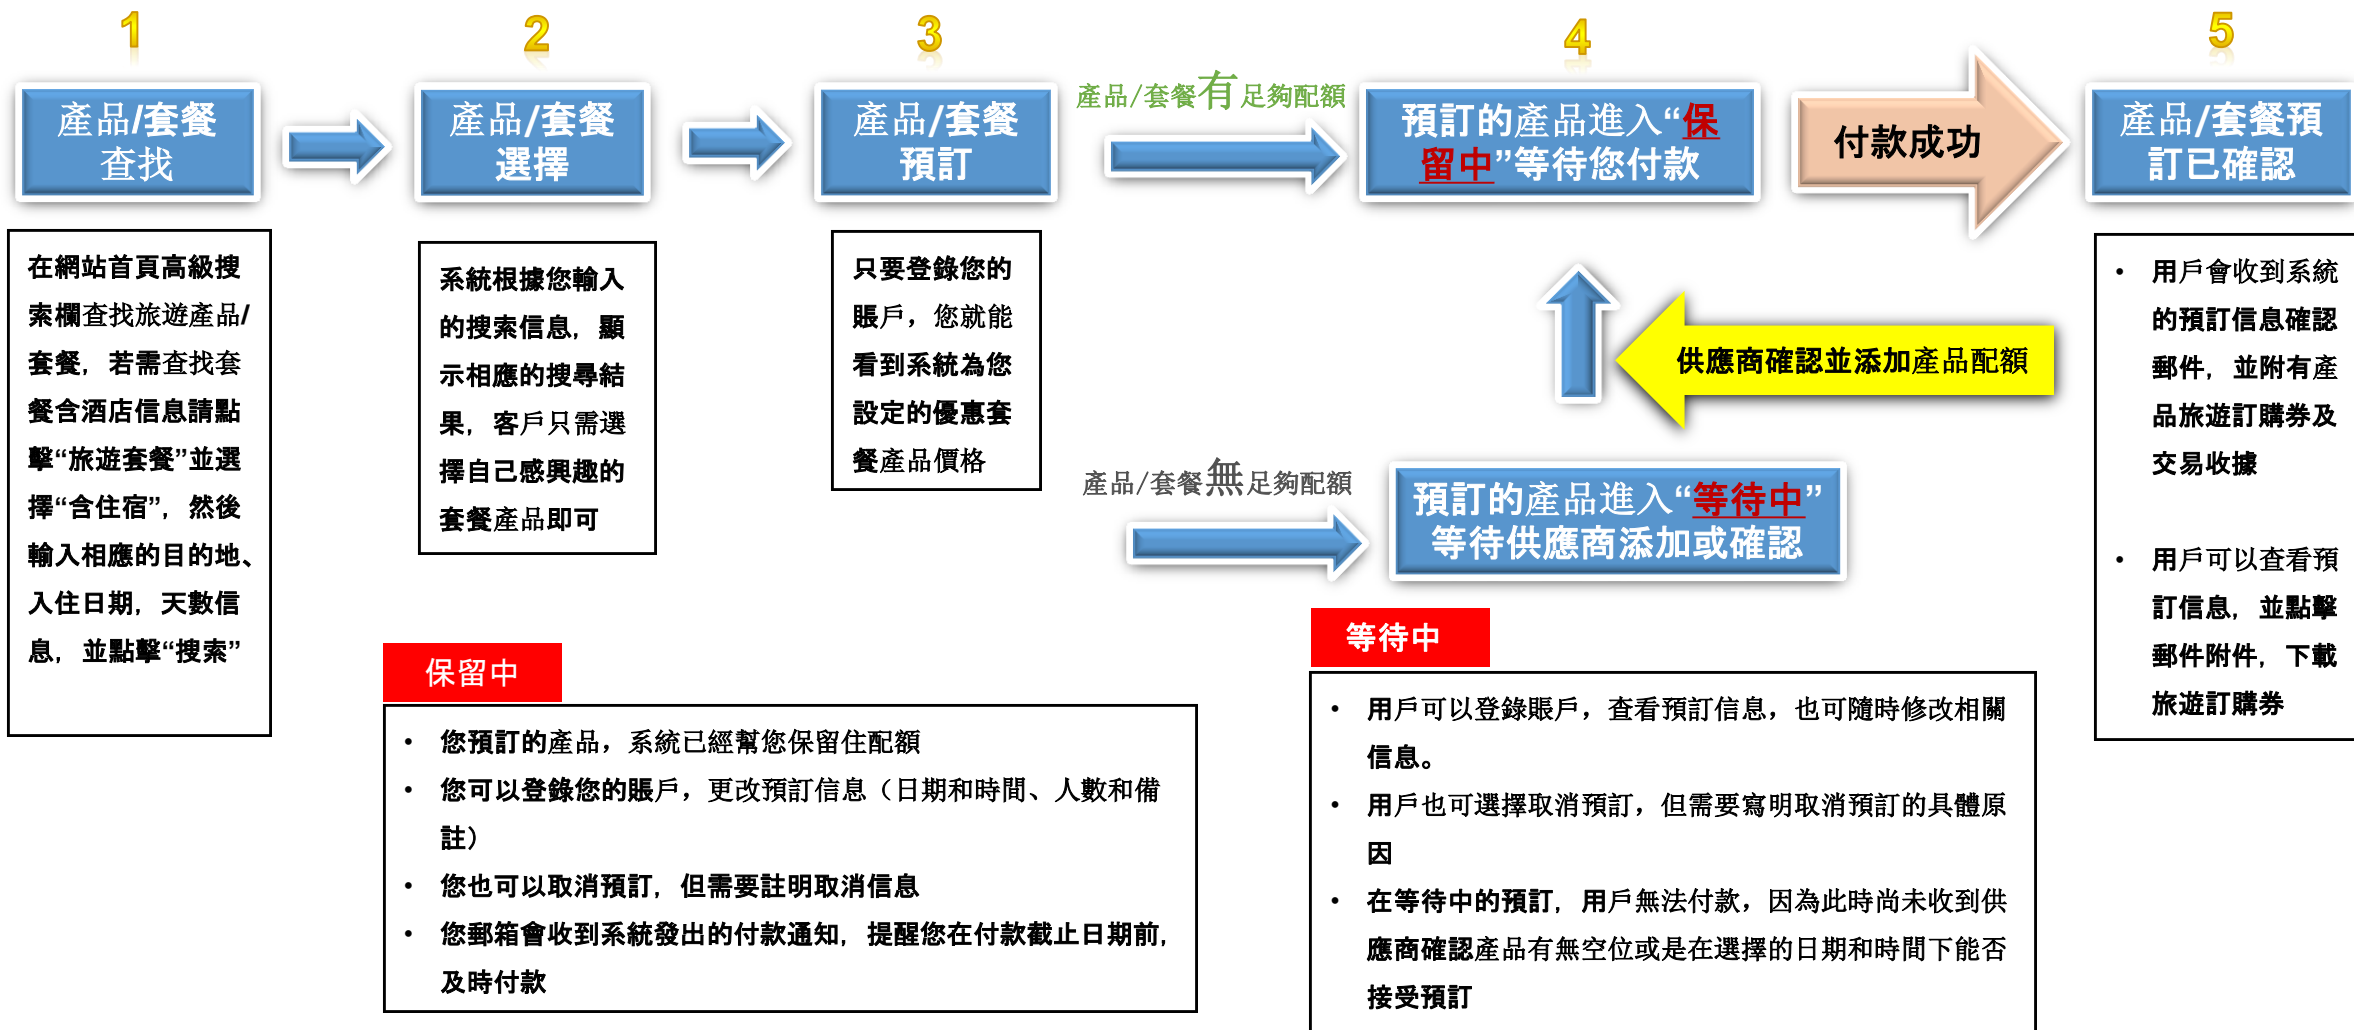 1
2
3
4
5
產品/套餐
查找
產品/套餐
選擇
產品/套餐
預訂
產品/套餐有足夠配額
預訂的產品進入“保
留中”等待您付款
付款成功
產品/套餐預
訂已確認
在網站首頁高級搜
索欄查找旅遊產品/
套餐，若需查找套
餐含酒店信息請點
擊“旅遊套餐”並選
擇“含住宿”，然後
輸入相應的目的地、
入住日期，天數信
息，並點擊“搜索”
系統根據您輸入
的搜索信息，顯
示相應的搜尋結
果，客戶只需選
擇自己感興趣的
套餐產品即可
只要登錄您的
賬戶，您就能
看到系統為您
設定的優惠套
餐產品價格
供應商確認並添加產品配額
產品/套餐無足夠配額
預訂的產品進入“等待中”
等待供應商添加或確認
• 用戶會收到系統
的預訂信息確認
郵件，並附有產
品旅遊訂購券及
交易收據
• 用戶可以查看預
訂信息，並點擊
郵件附件，下載
旅遊訂購券
保留中
• 您預訂的產品，系統已經幫您保留住配額
• 您可以登錄您的賬戶，更改預訂信息（日期和時間、人數和備
註）
• 您也可以取消預訂，但需要註明取消信息
• 您郵箱會收到系統發出的付款通知，提醒您在付款截止日期前，
及時付款
等待中
• 用戶可以登錄賬戶，查看預訂信息，也可隨時修改相關
信息。
• 用戶也可選擇取消預訂，但需要寫明取消預訂的具體原
因
• 在等待中的預訂，用戶無法付款，因為此時尚未收到供
應商確認產品有無空位或是在選擇的日期和時間下能否
接受預訂